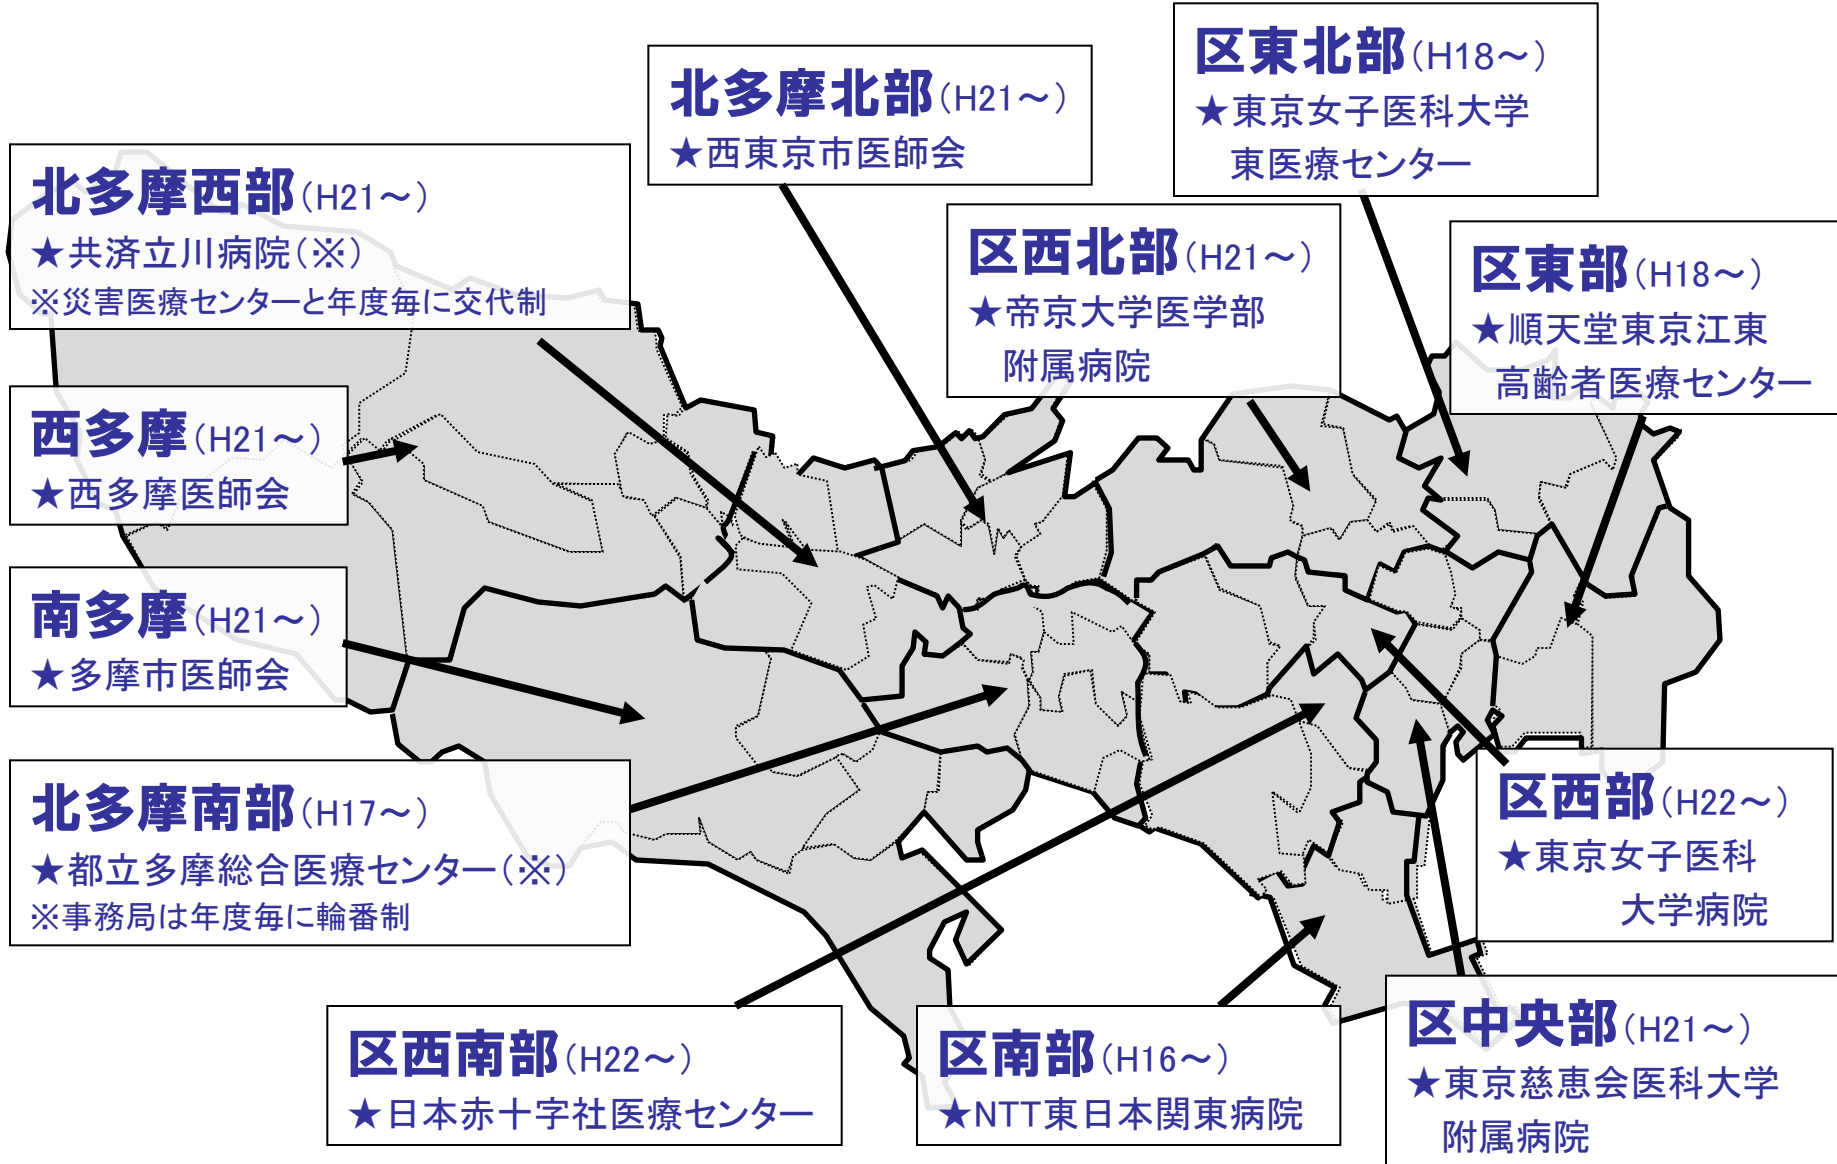 区東北部(H18～)
★東京女子医科大学
東医療センター
北多摩北部(H21～)
★西東京市医師会
北多摩西部(H21～)
★共済立川病院(※)
※災害医療センターと年度毎に交代制
区西北部(H21～)
★帝京大学医学部
附属病院
区東部(H18～)
★順天堂東京江東
高齢者医療センター
西多摩(H21～)
★西多摩医師会
南多摩(H21～)
★多摩市医師会
北多摩南部(H17～)
★都立多摩総合医療センター(※)
※事務局は年度毎に輪番制
区西部(H22～)
★東京女子医科
大学病院
区西南部(H22～)
★日本赤十字社医療センター
区南部(H16～)
★NTT東日本関東病院
区中央部(H21～)
★東京慈恵会医科大学
附属病院